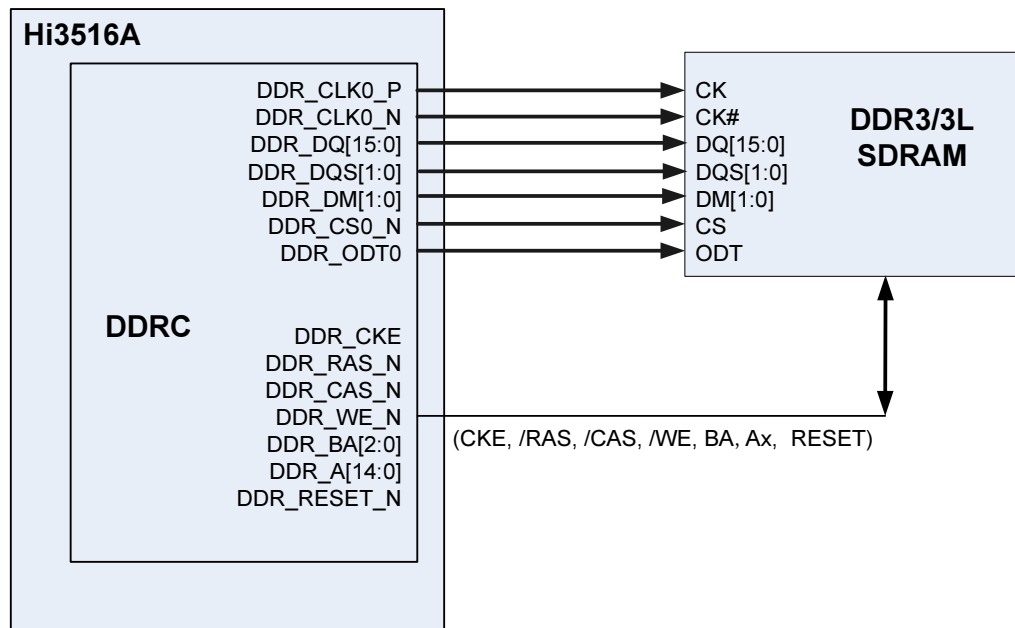 Hi3516A
DDR_CLK0_P
DDR_CLK0_N
DDR_DQ[15:0]
DDR_DQS[1:0]
DDR_DM[1:0]
DDR_CS0_N
DDR_ODT0
DDRC
DDR_CKE
DDR_RAS_N
DDR_CAS_N
DDR_WE_N
DDR_BA[2:0]
DDR_A[14:0]
DDR_RESET_N
CK
CK#
DQ[15:0]
DQS[1:0]
DM[1:0]
CS
ODT
DDR3/3L
SDRAM
(CKE, /RAS, /CAS, /WE, BA, Ax, RESET)